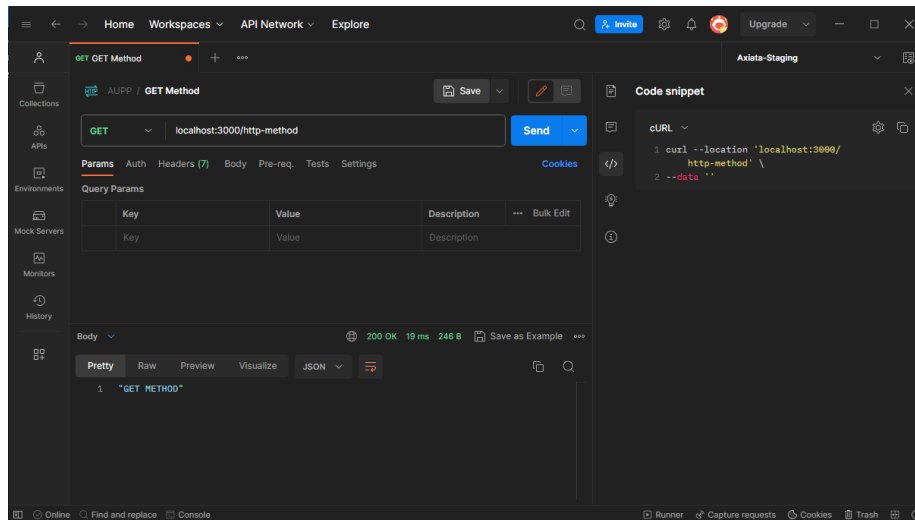 Home Workspaces API Network Explore Invite Upgrade
GET GET Method Axiata-Staging
Collections
APIs
Environments
Mock Servers
Monitors
History
HTTP AUPP / GET Method Save
GET localhost:3000/http-method Send
Params Auth Headers (7) Body Pre-req. Tests Settings Cookies
Query Params
Key Value Description Bulk Edit
Key Value Description
Body 200 OK 19 ms 246 B Save as Example
Pretty Raw Preview Visualize JSON
1 "GET METHOD"
Code snippet
cURL
1 curl --location 'localhost:3000/
http-method' \
2 --data ''
Online Find and replace Console Runner Capture requests Cookies Trash